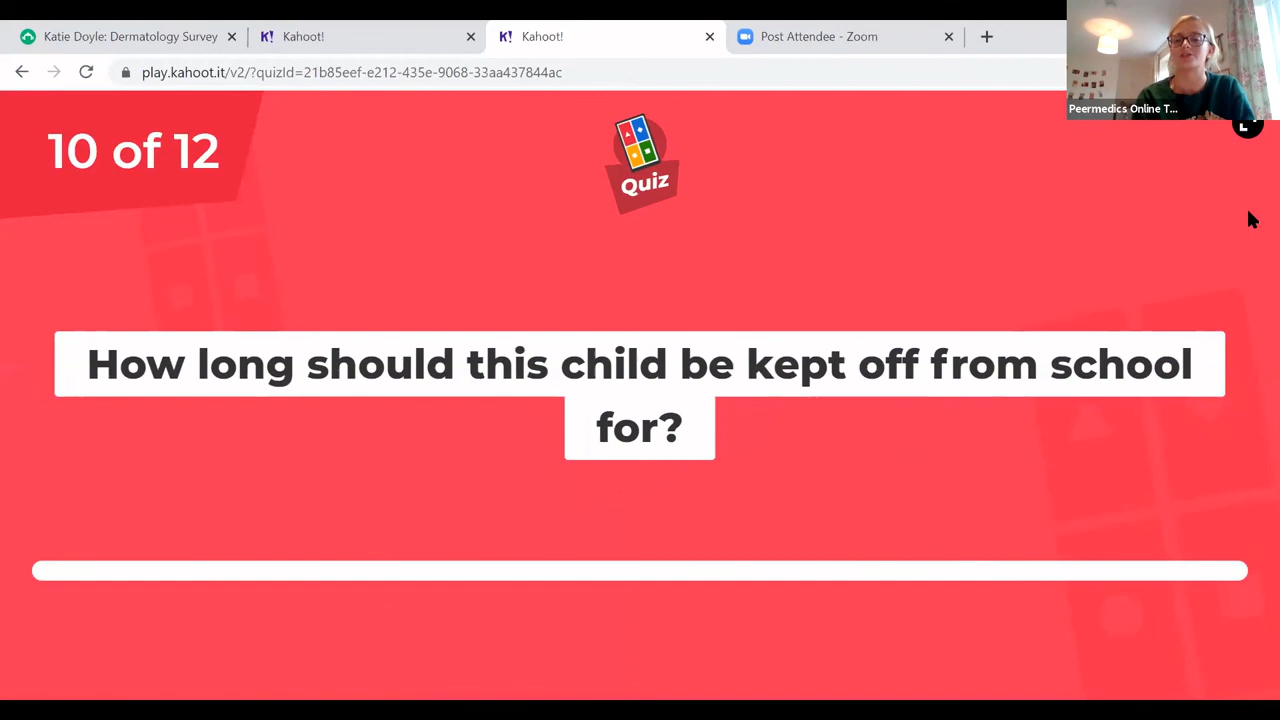 Katie Doyle: Dermatology Survey
K! Kahoot!
K! Kahoot!
Post Attendee - Zoom
play.kahoot.it/v2/?quizId=21b85eef-e212-435e-9068-33aa437844ac
Peermedics Online T...
10 of 12
Quiz
How long should this child be kept off from school
for?